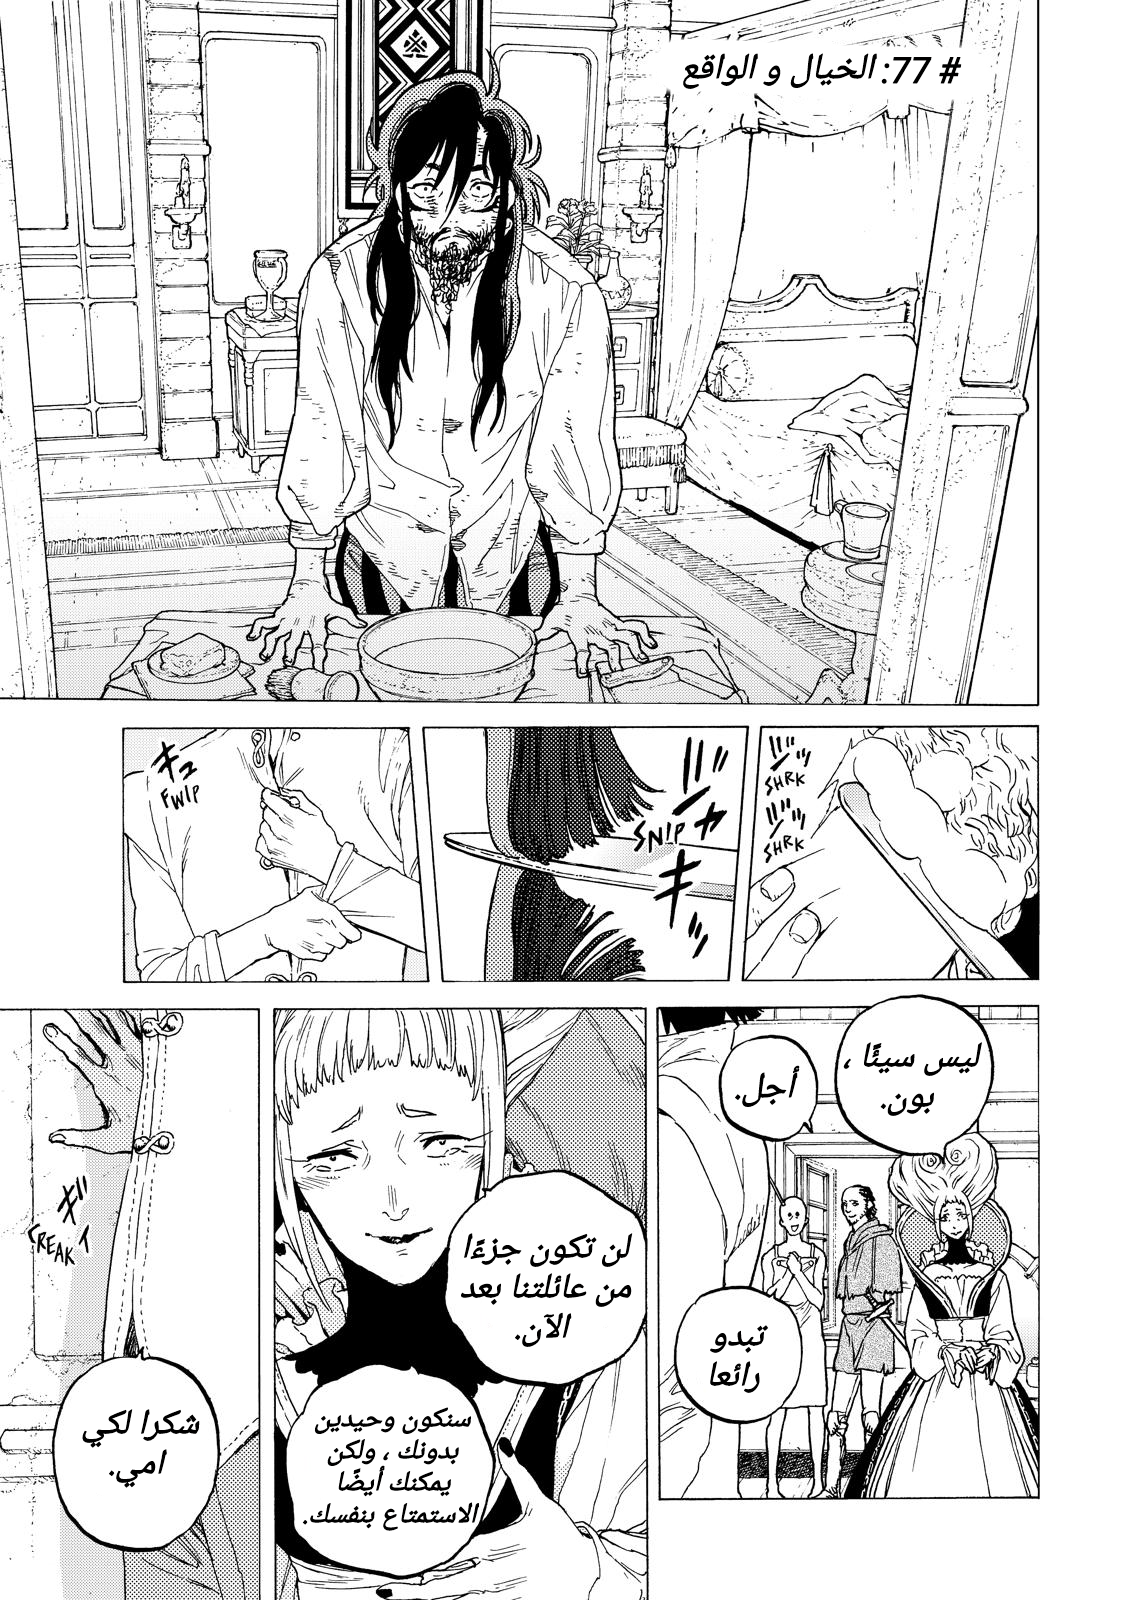 # 77: الخيال و الواقع
SHRK
SHRK
SNIP
FWIP
ليس سيئًا ،
بون.
أجل.
تبدو
رائعا
لن تكون جزءًا
من عائلتنا بعد
الآن.
سنكون وحيدين
بدونك ، ولكن
يمكنك أيضًا
الاستمتاع بنفسك.
CREAK
شكرا لكي
امي.